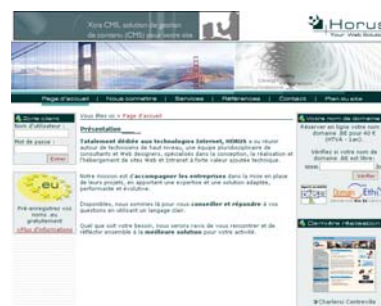 Xora CMS, solution de gestion
de contenu (CMS) pour votre site
Horus
Your Web Solu
Page d'accueil | Nous connaître | Services | Références | Contact | Plan du site
Zone client
Nom d'utilisateur :
Mot de passe :
Entrer
.eu
Pré-enregistrez vos
noms .eu
gratuitement
+Plus d'informations
Vous êtes ici > Page d'accueil
Présentation
Totalement dédiée aux technologies Internet, HORUS a su réunir
autour de techniciens de haut niveau, une équipe pluridisciplinaire de
consultants et Web designers, spécialisés dans la conception, la réalisation et
l'hébergement de sites Web et Intranet à forte valeur ajoutée technique.
Notre mission est d'accompagner les entreprises dans la mise en place
de leurs projets, en apportant une expertise et une solution adaptée,
performante et évolutive.
Disponibles, nous sommes là pour vous conseiller et répondre à vos
questions en utilisant un langage clair.
Quel que soit votre besoin, nous serons ravis de vous rencontrer et de
réfléchir ensemble à la meilleure solution pour votre activité.
Votre nom de domaine
Réserver en ligne votre nom
domaine .BE pour 40 €
(HTVA - 1an).
Vérifiez si votre nom de
domaine .BE est libre:
www.
Vérifier
Domain
Ethi
Dernière réalisation
Charleroi Centreville